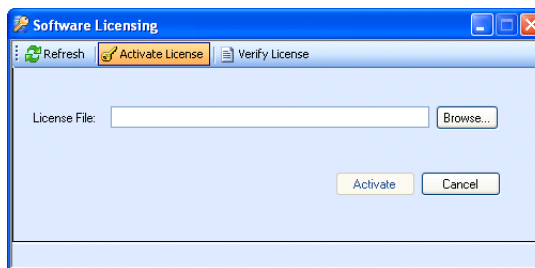 Software Licensing
Refresh Activate License Verify License
License File: Browse...
Activate Cancel